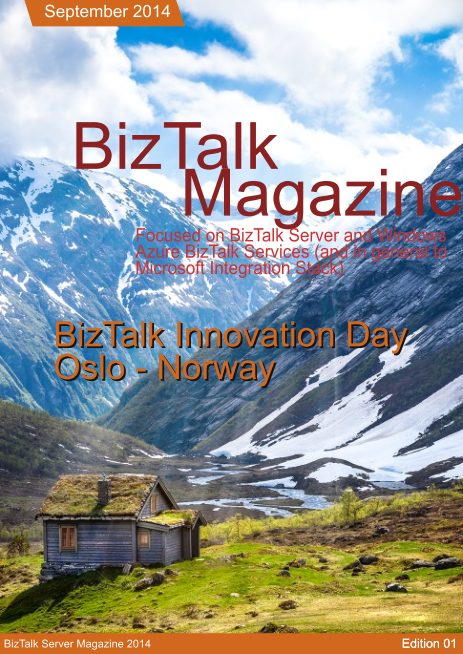 September 2014
BizTalk
Magazine
Focused on BizTalk Server and Windows
Azure BizTalk Services (and in general to
Microsoft Integration Stack)
BizTalk Innovation Day
Oslo - Norway
BizTalk Server Magazine 2014
Edition 01